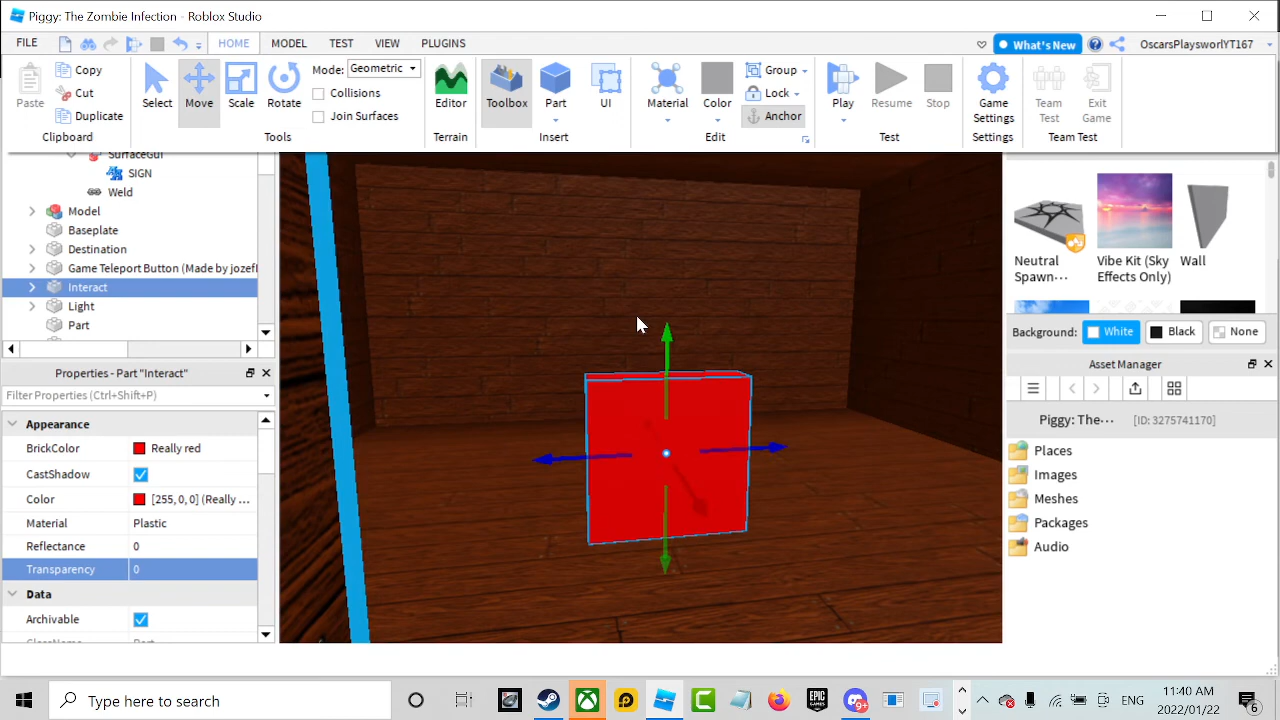 Piggy: The Zombie Infection - Roblox Studio
FILE HOME MODEL TEST VIEW PLUGINS What's New OscarsPlaysworlYT167
Paste Copy Cut Duplicate
Clipboard
Select Move Scale Rotate Mode: Geometric Collisions Join Surfaces
Tools
Editor
Terrain
Toolbox Part UI
Insert
Material Color Group Lock Anchor
Edit
Play Resume Stop
Test
Game Settings
Settings
Team Test Exit Game
Team Test
SurfaceGui
SIGN
Weld
Model
Baseplate
Destination
Game Teleport Button (Made by jozef
Interact
Light
Part
Properties - Part "Interact"
Filter Properties (Ctrl+Shift+P)
Appearance
BrickColor Really red
CastShadow
Color [255, 0, 0] (Really ...
Material Plastic
Reflectance 0
Transparency 0
Data
Archivable
Neutral Spawn...
Vibe Kit (Sky Effects Only)
Wall
Background: White Black None
Asset Manager
Piggy: The... [ID: 3275741170]
Places
Images
Meshes
Packages
Audio
Type here to search
EPIC GAMES
ENG
11:40 AM
2022/01/22
6